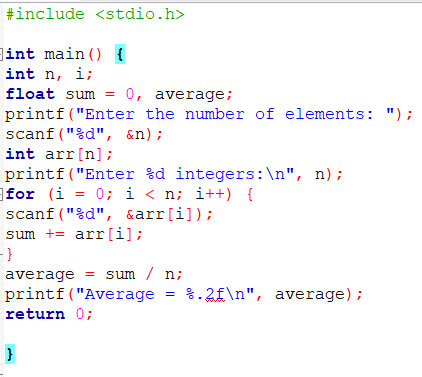 #include <stdio.h>
int main() {
int n, i;
float sum = 0, average;
printf("Enter the number of elements: ");
scanf("%d", &n);
int arr[n];
printf("Enter %d integers:\n", n);
for (i = 0; i < n; i++) {
scanf("%d", &arr[i]);
sum += arr[i];
}
average = sum / n;
printf("Average = %.2f\n", average);
return 0;
}